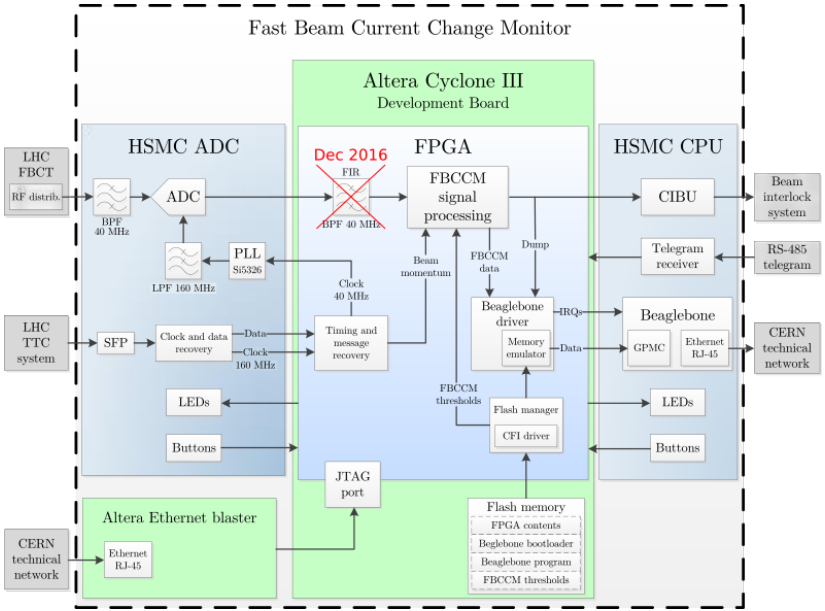 Fast Beam Current Change Monitor
Altera Cyclone III
Development Board
HSMC ADC
FPGA
HSMC CPU
LHC
FBCT
RF distrib.
BPF
40 MHz
ADC
Dec 2016
FIR
BPF 40 MHz
FBCCM
signal
processing
CIBU
Beam
interlock
system
LPF 160 MHz
PLL
Si5326
Clock
40 MHz
Beam
momentum
FBCCM
data
Dump
Telegram
receiver
RS-485
telegram
LHC
TTC
system
SFP
Clock and data
recovery
Data
Clock
160 MHz
Timing and
message
recovery
Beaglebone
driver
Memory
emulator
IRQs
Data
Beaglebone
GPMC
Ethernet
RJ-45
CERN
technical
network
LEDs
Buttons
FBCCM
thresholds
Flash manager
CFI driver
LEDs
Buttons
JTAG
port
Flash memory
FPGA contents
Beglebone bootloader
Beaglebone program
FBCCM thresholds
Altera Ethernet blaster
Ethernet
RJ-45
CERN
technical
network